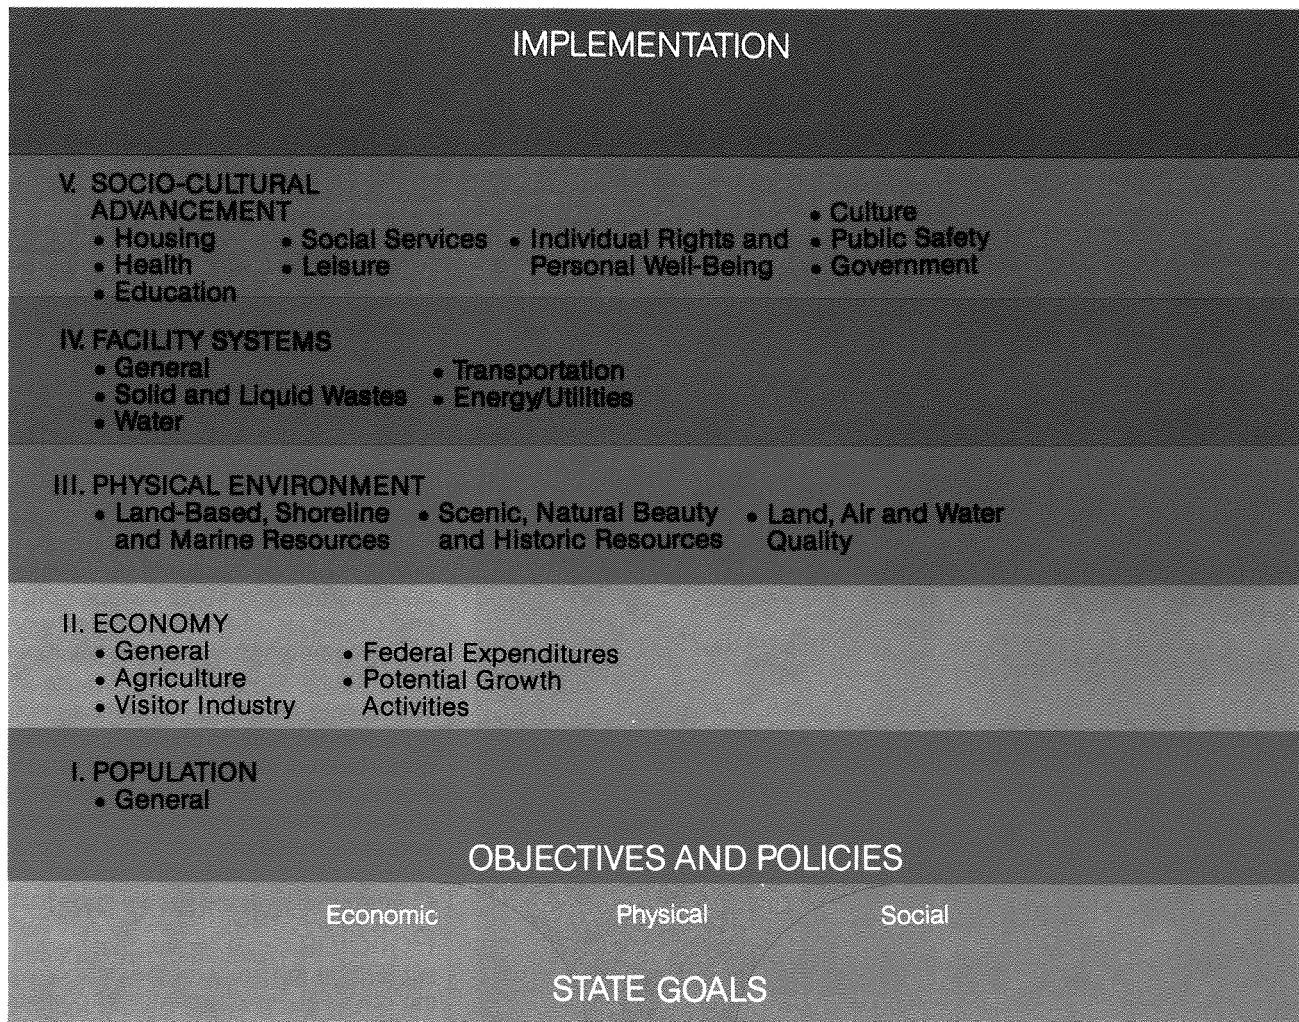 IMPLEMENTATION
V. SOCIO-CULTURAL
ADVANCEMENT
• Housing
• Health
• Education
• Social Services
• Leisure
• Individual Rights and
Personal Well-Being
• Culture
• Public Safety
• Government
IV. FACILITY SYSTEMS
• General
• Solid and Liquid Wastes
• Water
• Transportation
• Energy/Utilities
III. PHYSICAL ENVIRONMENT
• Land-Based, Shoreline
and Marine Resources
• Scenic, Natural Beauty
and Historic Resources
• Land, Air and Water
Quality
II. ECONOMY
• General
• Agriculture
• Visitor Industry
• Federal Expenditures
• Potential Growth
Activities
I. POPULATION
• General
OBJECTIVES AND POLICIES
Economic
Physical
Social
STATE GOALS